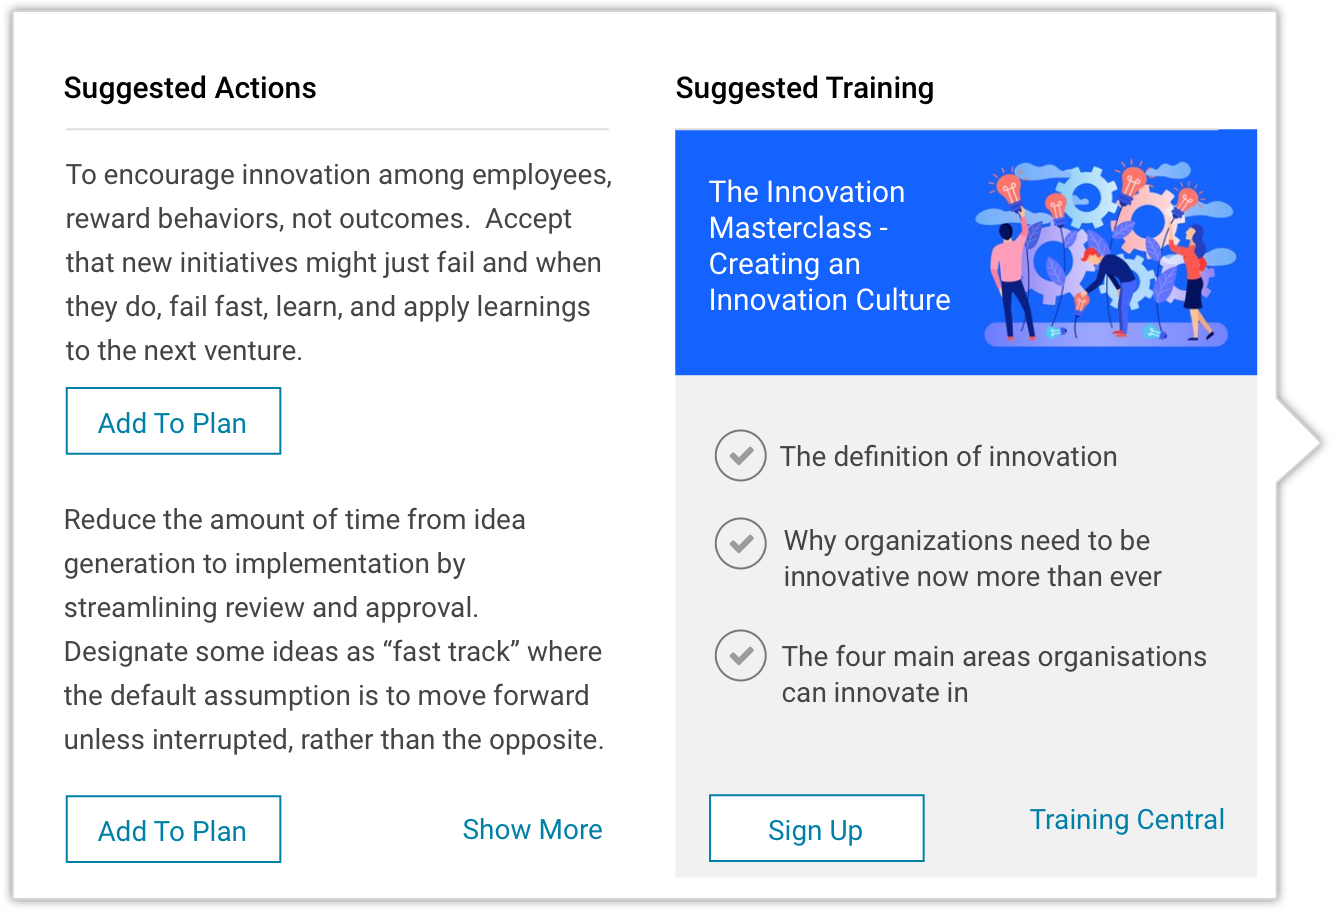 Suggested Actions
To encourage innovation among employees,
reward behaviors, not outcomes.  Accept
that new initiatives might just fail and when
they do, fail fast, learn, and apply learnings
to the next venture.
Add To Plan
Reduce the amount of time from idea
generation to implementation by
streamlining review and approval.
Designate some ideas as “fast track” where
the default assumption is to move forward
unless interrupted, rather than the opposite.
Add To Plan
Show More
Suggested Training
The Innovation
Masterclass -
Creating an
Innovation Culture
The definition of innovation
Why organizations need to be
innovative now more than ever
The four main areas organisations
can innovate in
Sign Up
Training Central